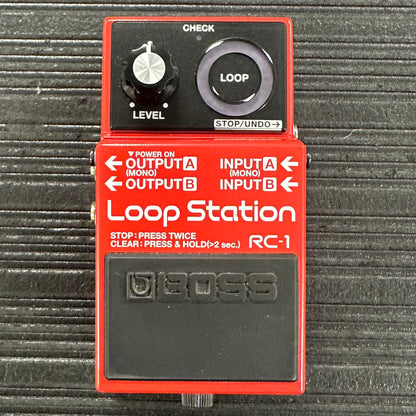 CHECK
LOOP
LEVEL
STOP/UNDO→
▼POWER ON
←OUTPUT A
(MONO)
←OUTPUT B
INPUT A←
(MONO)
INPUT B←
Loop Station
STOP : PRESS TWICE
CLEAR : PRESS & HOLD(>2 sec.) RC-1
BOSS